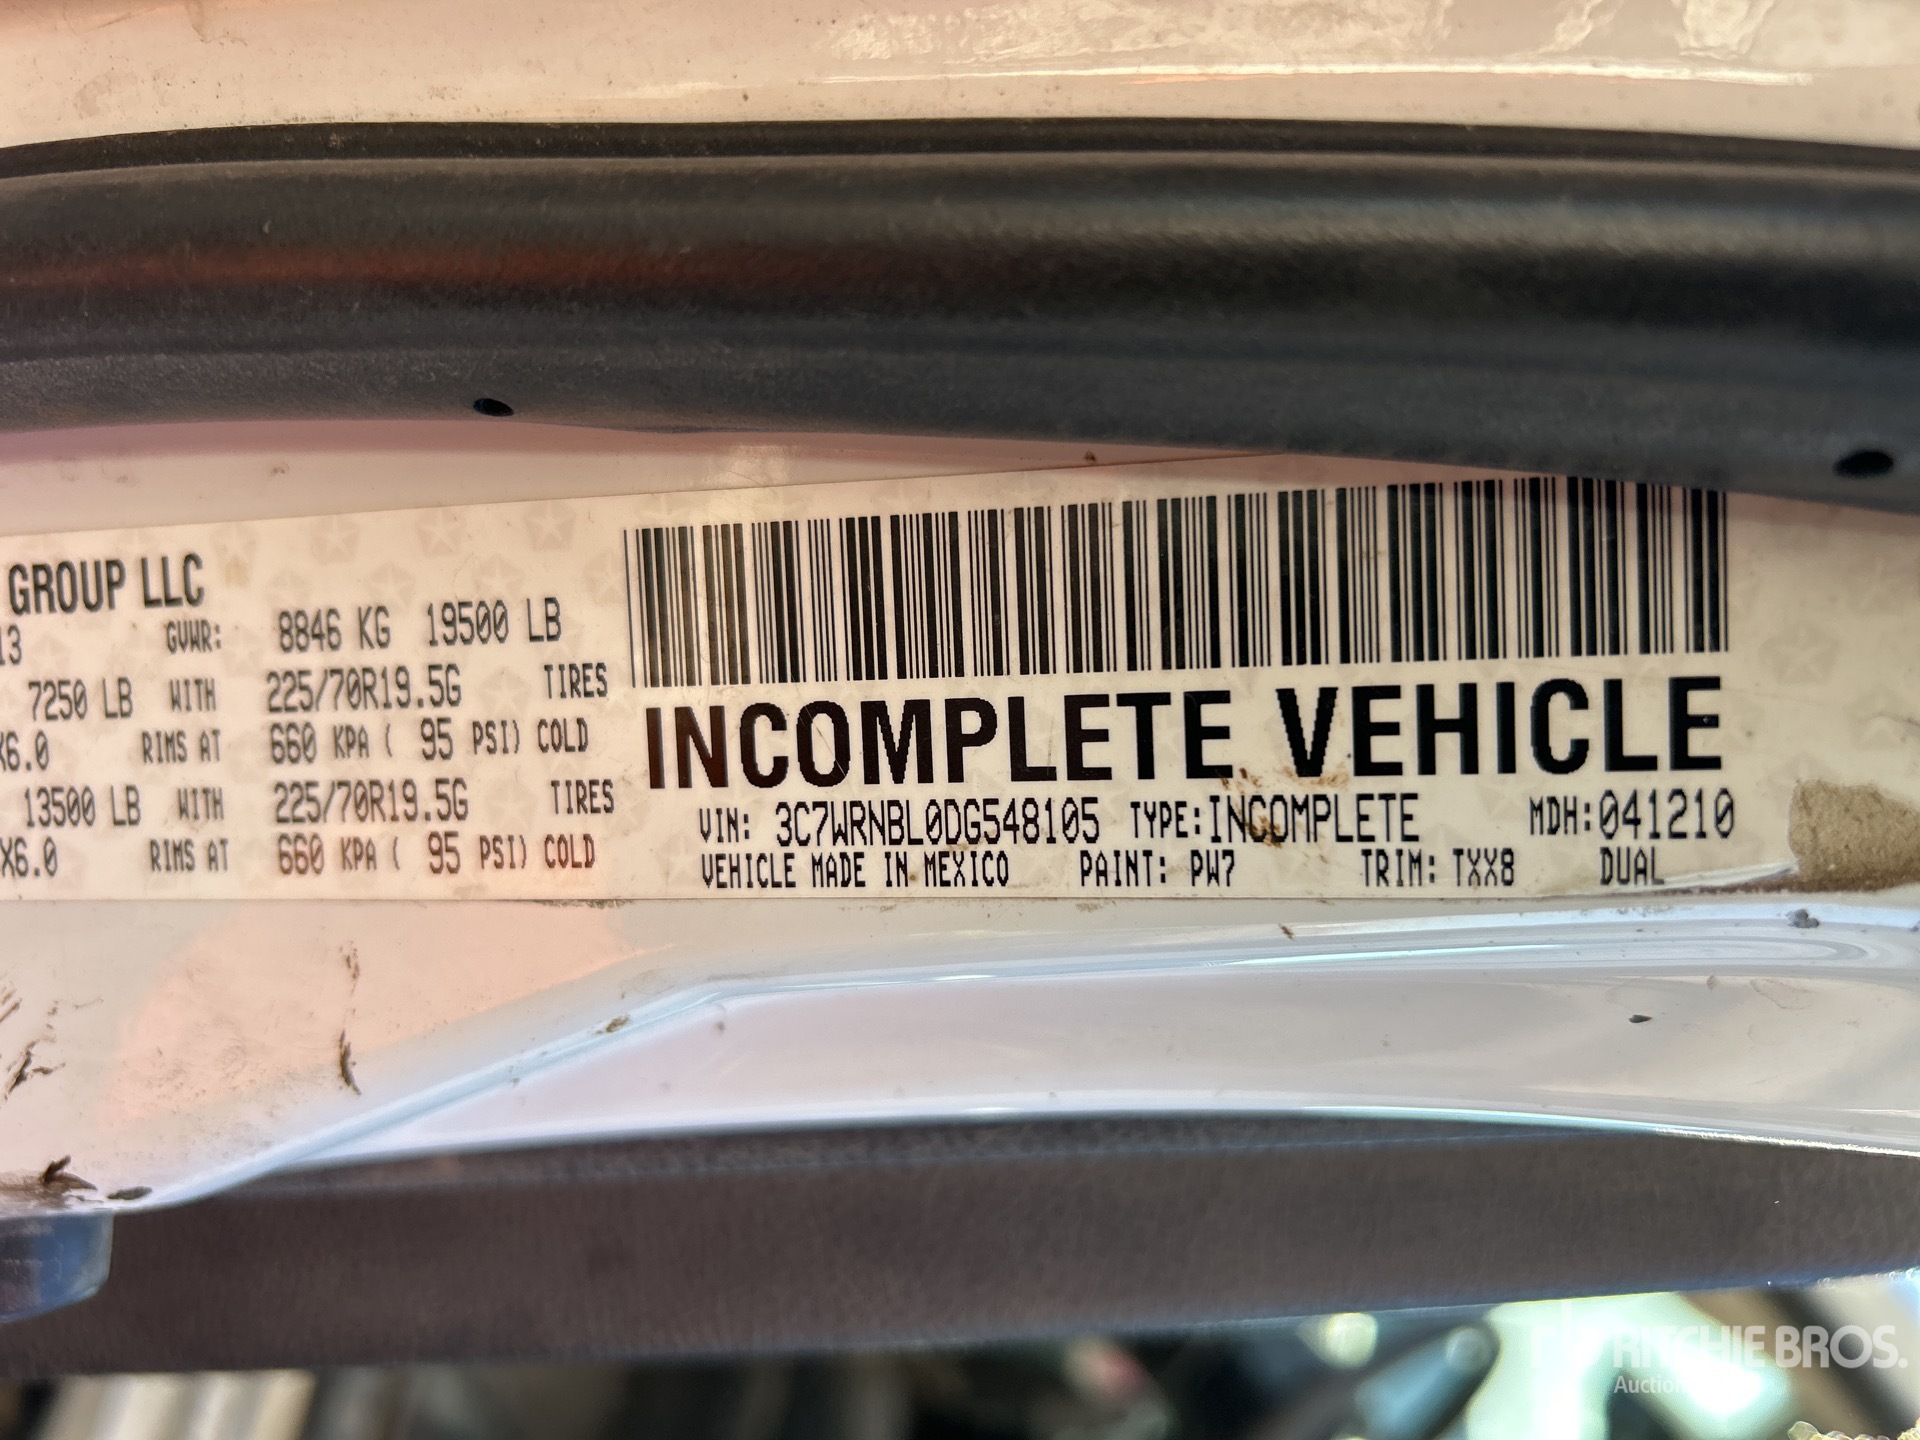 GROUP LLC
13 GVWR: 8846 KG 19500 LB
7250 LB WITH 225/70R19.5G TIRES
X6.0 RIMS AT 660 KPA ( 95 PSI) COLD
13500 LB WITH 225/70R19.5G TIRES
X6.0 RIMS AT 660 KPA ( 95 PSI) COLD
INCOMPLETE VEHICLE
VIN: 3C7WRNBL0DG548105 TYPE: INCOMPLETE MDH: 041210
VEHICLE MADE IN MEXICO PAINT: PW7 TRIM: TXX8 DUAL
RITCHIE BROS.